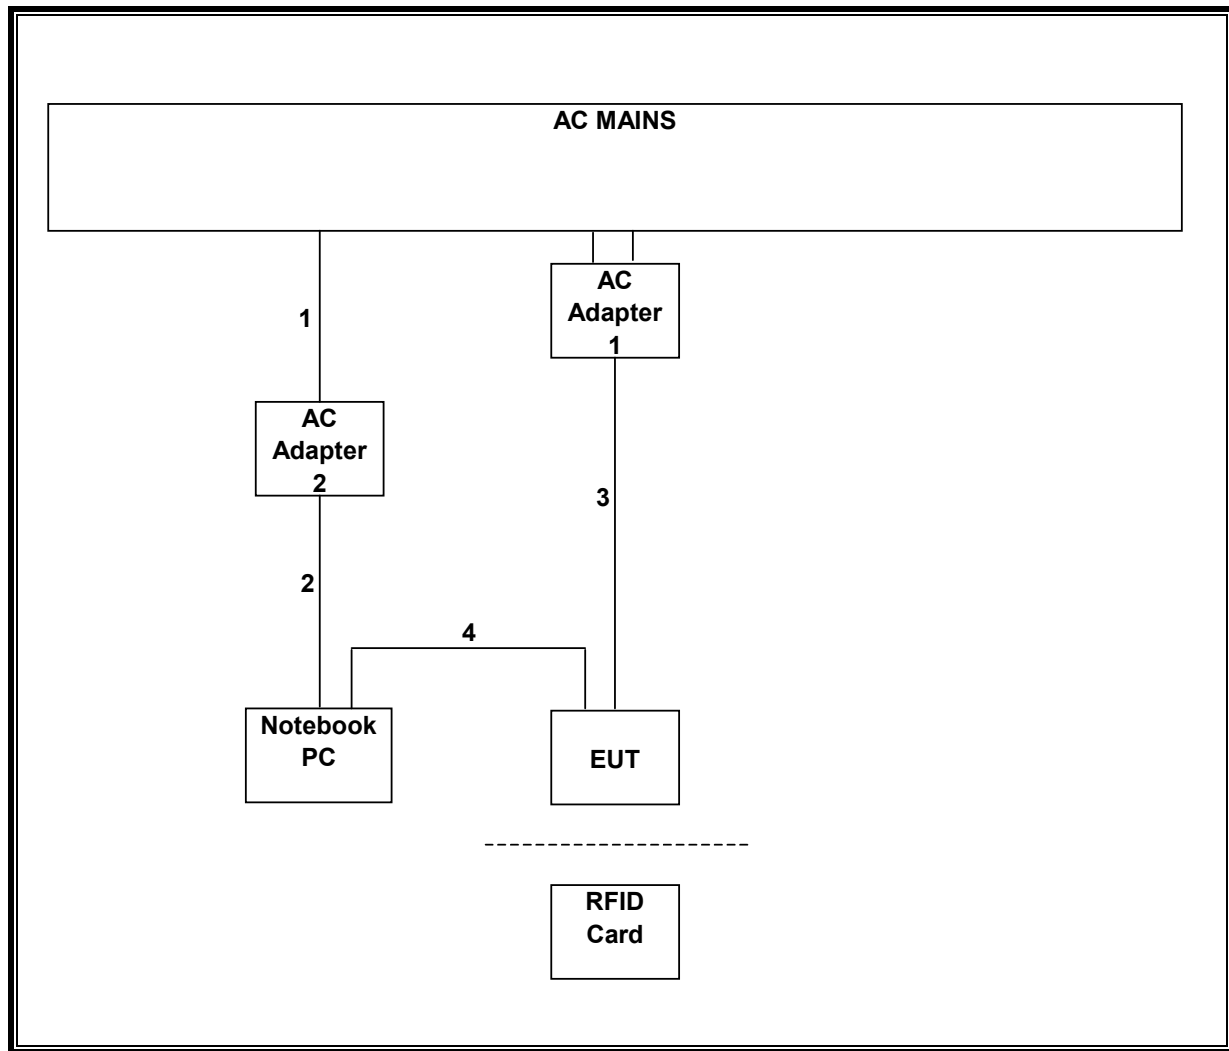 AC MAINS
AC
Adapter
1
1
AC
Adapter
2
3
2
4
Notebook
PC
EUT
RFID
Card